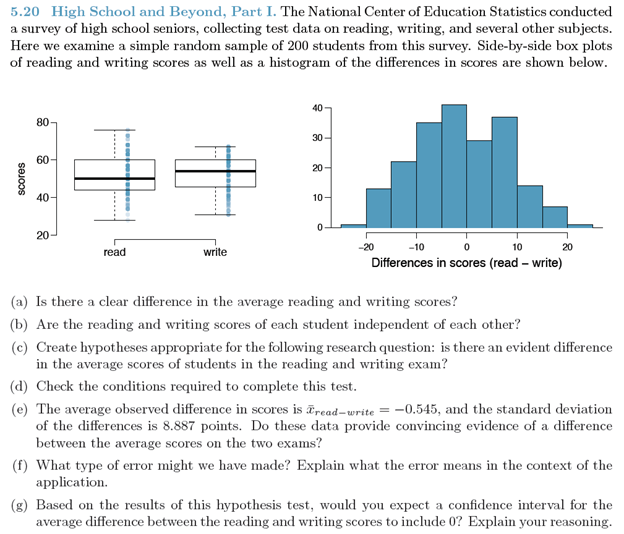 5.20 High School and Beyond, Part I. The National Center of Education Statistics conducted
a survey of high school seniors, collecting test data on reading, writing, and several other subjects.
Here we examine a simple random sample of 200 students from this survey. Side-by-side box plots
of reading and writing scores as well as a histogram of the differences in scores are shown below.
scores
80
60
40
20
read write
40
30
20
10
0
-20 -10 0 10 20
Differences in scores (read – write)
(a) Is there a clear difference in the average reading and writing scores?
(b) Are the reading and writing scores of each student independent of each other?
(c) Create hypotheses appropriate for the following research question: is there an evident difference
in the average scores of students in the reading and writing exam?
(d) Check the conditions required to complete this test.
(e) The average observed difference in scores is x̄read−write = −0.545, and the standard deviation
of the differences is 8.887 points. Do these data provide convincing evidence of a difference
between the average scores on the two exams?
(f) What type of error might we have made? Explain what the error means in the context of the
application.
(g) Based on the results of this hypothesis test, would you expect a confidence interval for the
average difference between the reading and writing scores to include 0? Explain your reasoning.